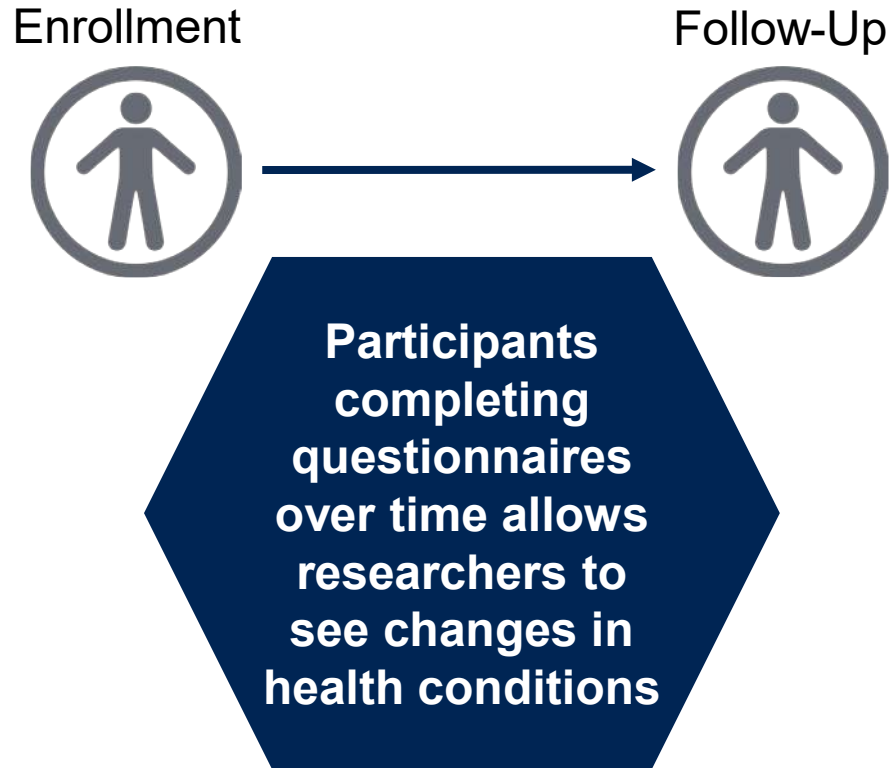 Enrollment
Follow-Up
Participants
completing
questionnaires
over time allows
researchers to
see changes in
health conditions